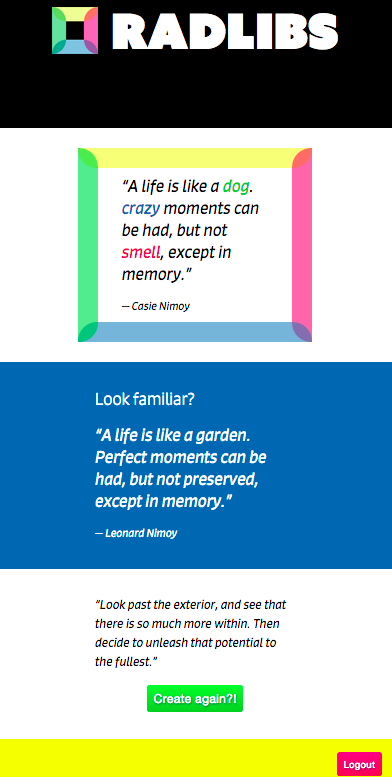 RADLIBS
“A life is like a dog.
crazy moments can
be had, but not
smell, except in
memory.”
— Casie Nimoy
Look familiar?
“A life is like a garden.
Perfect moments can be
had, but not preserved,
except in memory.”
— Leonard Nimoy
“Look past the exterior, and see that
there is so much more within. Then
decide to unleash that potential to
the fullest.”
Create again?!
Logout